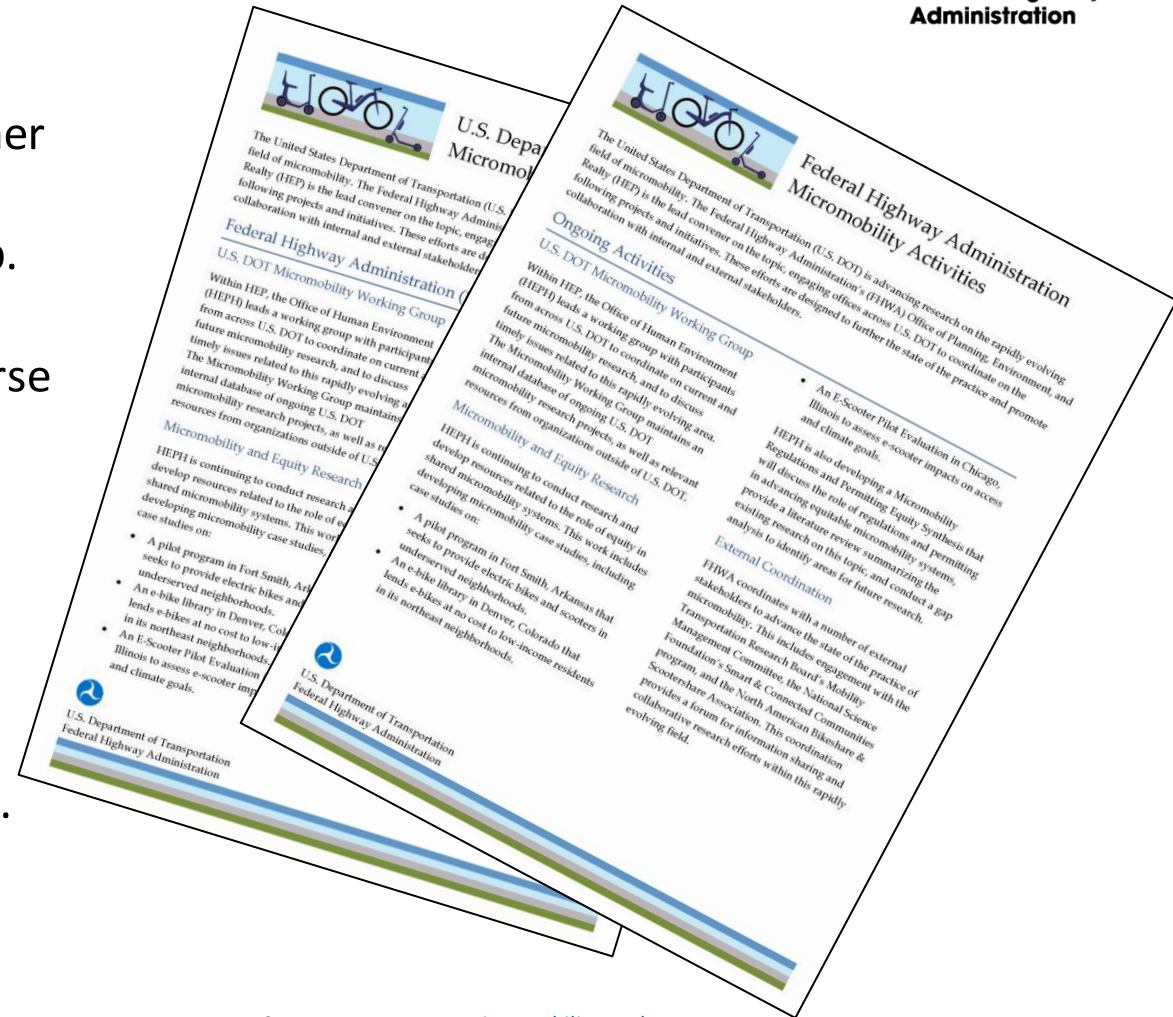 Administration
ner
o.
rse
.
U.S. Depa
Micromob
The United States Department of Transportation (U.S.
field of micromobility. The Federal Highway Adminis
Realty (HEP) is the lead convener on the topic, engag
following projects and initiatives. These efforts are d
collaboration with internal and external stakeholder
Federal Highway Administration (
U.S. DOT Micromobility Working Group
Within HEP, the Office of Human Environment
(HEPH) leads a working group with participants
from across U.S. DOT to coordinate on current a
future micromobility research, and to discuss
timely issues related to this rapidly evolving a
The Micromobility Working Group maintains
internal database of ongoing U.S. DOT
micromobility research projects, as well as re
resources from organizations outside of U.S
Micromobility and Equity Research
HEPH is continuing to conduct research a
develop resources related to the role of eq
shared micromobility systems. This work
developing micromobility case studies,
case studies on:
• A pilot program in Fort Smith, Ark
seeks to provide electric bikes and
underserved neighborhoods.
• An e-bike library in Denver, Col
lends e-bikes at no cost to low-i
in its northeast neighborhoods.
• An E-Scooter Pilot Evaluation
Illinois to assess e-scooter imp
and climate goals.
U.S. Department of Transportation
Federal Highway Administration
Federal Highway Administration
Micromobility Activities
The United States Department of Transportation (U.S. DOT) is advancing research on the rapidly evolving
field of micromobility. The Federal Highway Administration's (FHWA) Office of Planning, Environment, and
Realty (HEP) is the lead convener on the topic, engaging offices across U.S. DOT to coordinate on the
following projects and initiatives. These efforts are designed to further the state of the practice and promote
collaboration with internal and external stakeholders.
Ongoing Activities
U.S. DOT Micromobility Working Group
Within HEP, the Office of Human Environment
(HEPH) leads a working group with participants
from across U.S. DOT to coordinate on current and
future micromobility research, and to discuss
timely issues related to this rapidly evolving area.
The Micromobility Working Group maintains an
internal database of ongoing U.S. DOT
micromobility research projects, as well as relevant
resources from organizations outside of U.S. DOT.
Micromobility and Equity Research
HEPH is continuing to conduct research and
develop resources related to the role of equity in
shared micromobility systems. This work includes
developing micromobility case studies, including
case studies on:
• A pilot program in Fort Smith, Arkansas that
seeks to provide electric bikes and scooters in
underserved neighborhoods.
• An e-bike library in Denver, Colorado that
lends e-bikes at no cost to low-income residents
in its northeast neighborhoods.
• An E-Scooter Pilot Evaluation in Chicago,
Illinois to assess e-scooter impacts on access
and climate goals.
HEPH is also developing a Micromobility
Regulations and Permitting Equity Synthesis that
will discuss the role of regulations and permitting
in advancing equitable micromobility systems,
provide a literature review summarizing the
existing research on this topic, and conduct a gap
analysis to identify areas for future research.
External Coordination
FHWA coordinates with a number of external
stakeholders to advance the state of the practice of
micromobility. This includes engagement with the
Transportation Research Board's Mobility
Management Committee, the National Science
Foundation's Smart & Connected Communities
program, and the North American Bikeshare &
Scootershare Association. This coordination
provides a forum for information sharing and
collaborative research efforts within this rapidly
evolving field.
U.S. Department of Transportation
Federal Highway Administration